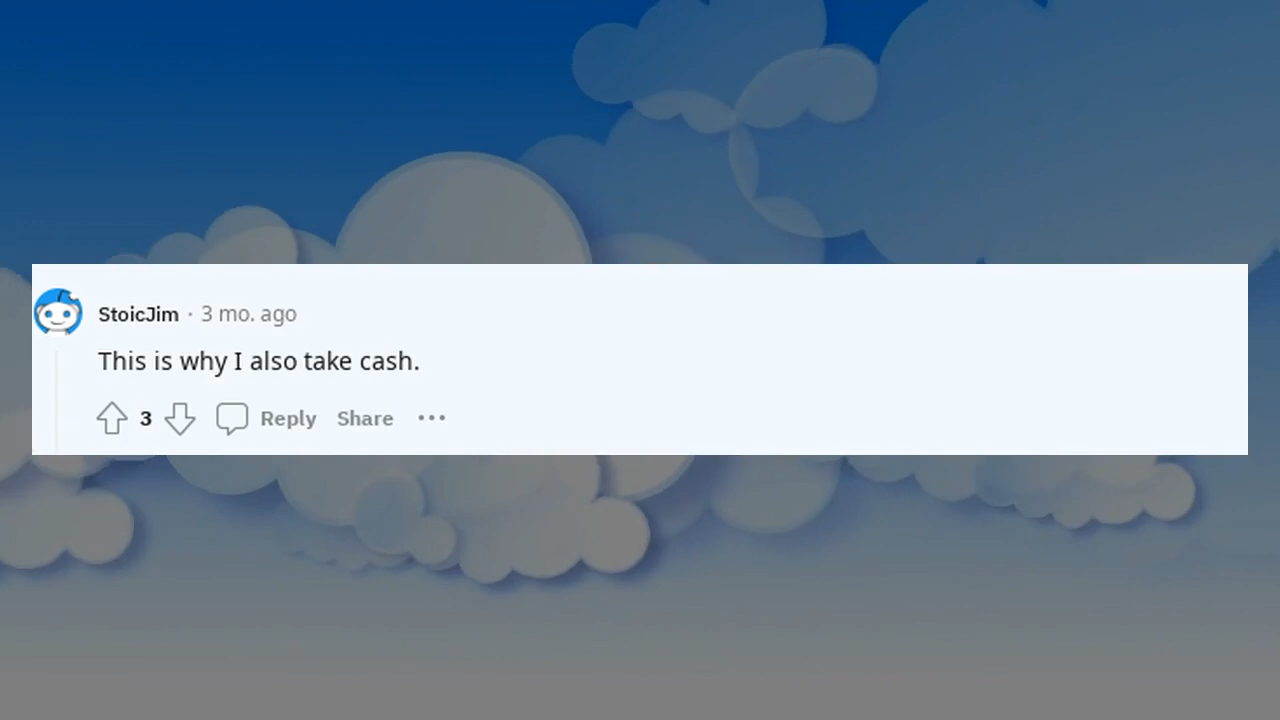 StoicJim · 3 mo. ago
This is why I also take cash.
3 Reply Share ···